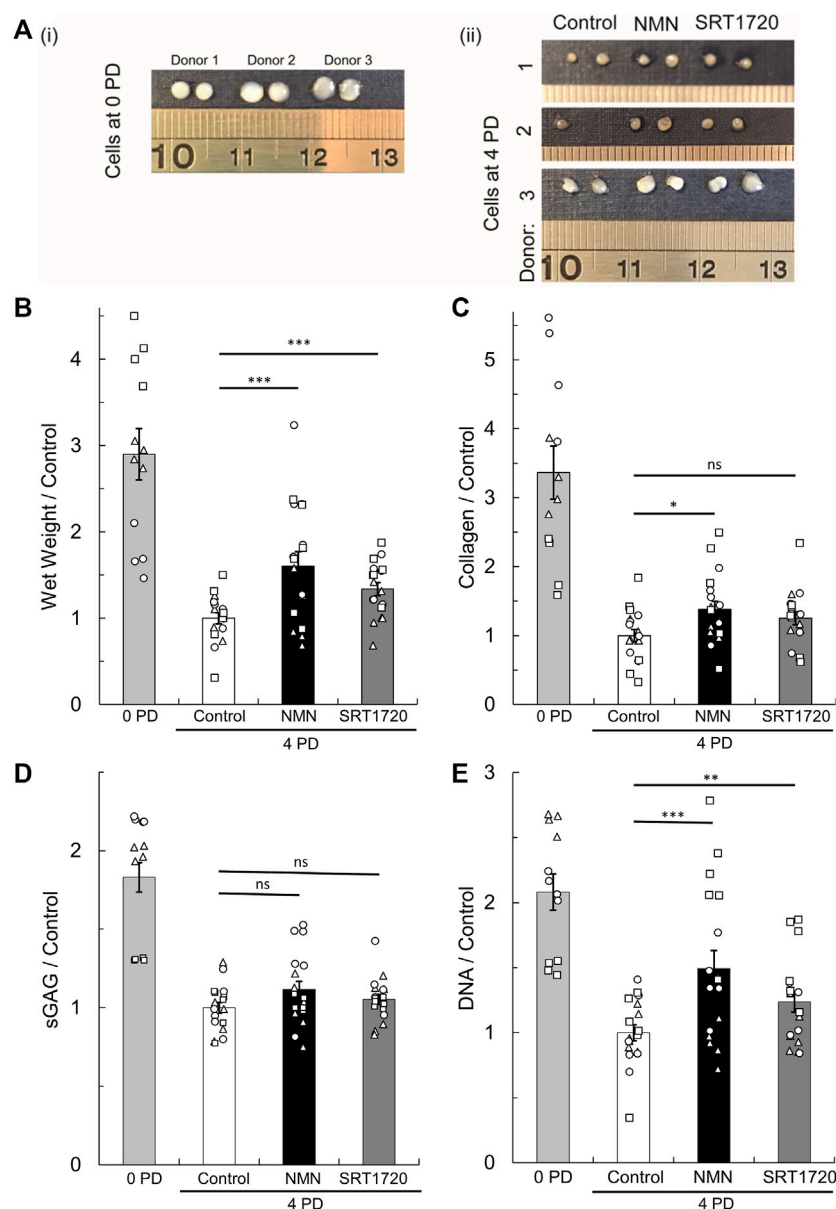 A (i)
Donor 1 Donor 2 Donor 3
Cells at 0 PD
10 11 12 13
(ii)
Control NMN SRT1720
Cells at 4 PD
Donor: 3 2 1
10 11 12 13
B
Wet Weight / Control
4
3
2
1
0
***
***
0 PD Control NMN SRT1720
4 PD
C
Collagen / Control
5
4
3
2
1
0
ns
*
0 PD Control NMN SRT1720
4 PD
D
sGAG / Control
2
1
0
ns
ns
0 PD Control NMN SRT1720
4 PD
E
DNA / Control
3
2
1
0
**
***
0 PD Control NMN SRT1720
4 PD